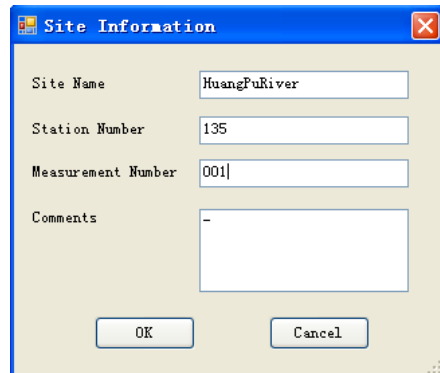 Site Information
Site Name HuangPuRiver
Station Number 135
Measurement Number 001
Comments -
OK Cancel